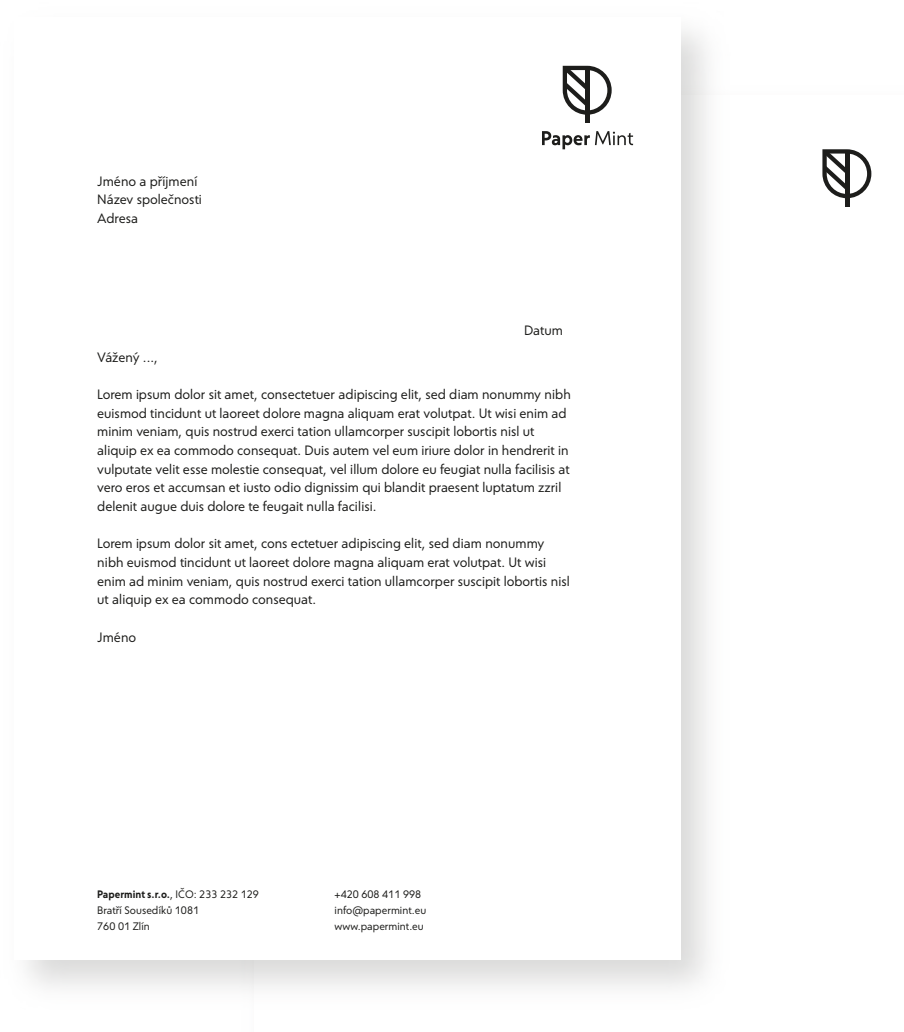 Paper Mint
Jméno a příjmení
Název společnosti
Adresa
Datum
Vážený ...,
Lorem ipsum dolor sit amet, consectetuer adipiscing elit, sed diam nonummy nibh
euismod tincidunt ut laoreet dolore magna aliquam erat volutpat. Ut wisi enim ad
minim veniam, quis nostrud exerci tation ullamcorper suscipit lobortis nisl ut
aliquip ex ea commodo consequat. Duis autem vel eum iriure dolor in hendrerit in
vulputate velit esse molestie consequat, vel illum dolore eu feugiat nulla facilisis at
vero eros et accumsan et iusto odio dignissim qui blandit praesent luptatum zzril
delenit augue duis dolore te feugait nulla facilisi.
Lorem ipsum dolor sit amet, cons ectetuer adipiscing elit, sed diam nonummy
nibh euismod tincidunt ut laoreet dolore magna aliquam erat volutpat. Ut wisi
enim ad minim veniam, quis nostrud exerci tation ullamcorper suscipit lobortis nisl
ut aliquip ex ea commodo consequat.
Jméno
Papermint s.r.o., IČO: 233 232 129
Bratří Sousedíků 1081
760 01 Zlín
+420 608 411 998
info@papermint.eu
www.papermint.eu